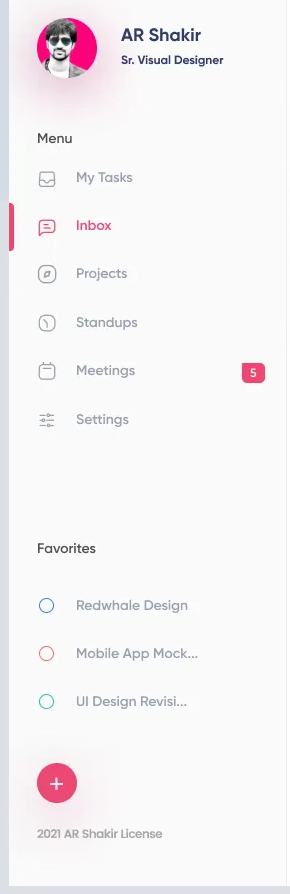 AR Shakir
Sr. Visual Designer
Menu
My Tasks
Inbox
Projects
Standups
Meetings 5
Settings
Favorites
Redwhale Design
Mobile App Mock...
UI Design Revisi...
+
2021 AR Shakir License